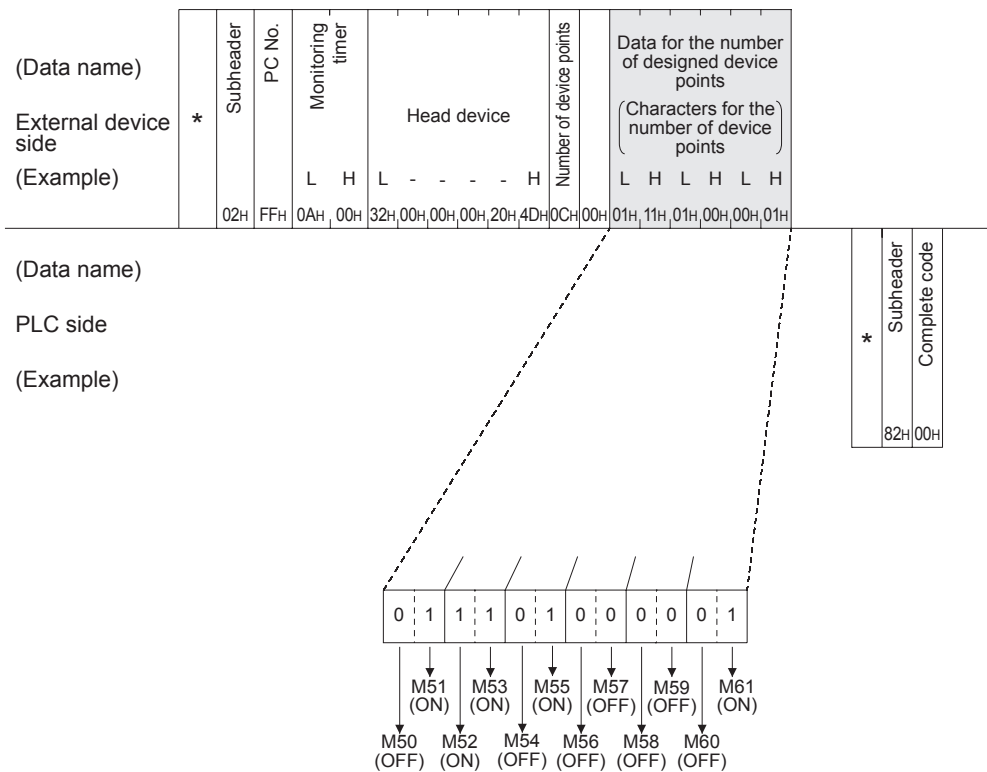 (Data name)
External device
side
(Example)
*
Subheader
PC No.
Monitoring
timer
Head device
Number of device points
Data for the number
of designed device
points
(Characters for the
number of device
points)
L H L - - - - H L H L H L H
02H FFH 0AH 00H 32H 00H 00H 00H 20H 4DH 0CH 00H 01H 11H 01H 00H 00H 01H
(Data name)
PLC side
(Example)
*
Subheader
Complete code
82H 00H
0 1 1 1 0 1 0 0 0 0 0 1
M51 M53 M55 M57 M59 M61
(ON) (ON) (ON) (OFF) (OFF) (ON)
M50 M52 M54 M56 M58 M60
(OFF) (ON) (OFF) (OFF) (OFF) (OFF)